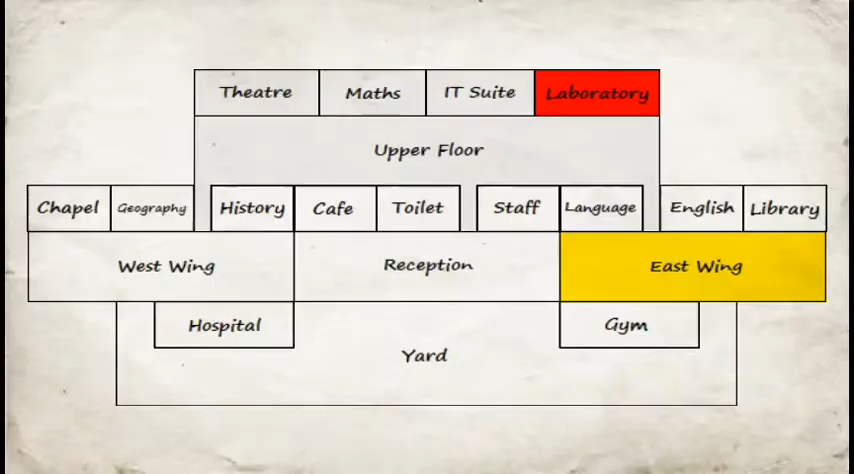 Theatre Maths IT Suite Laboratory
Upper Floor
Chapel Geography History Cafe Toilet Staff Language English Library
West Wing Reception East Wing
Hospital Gym
Yard